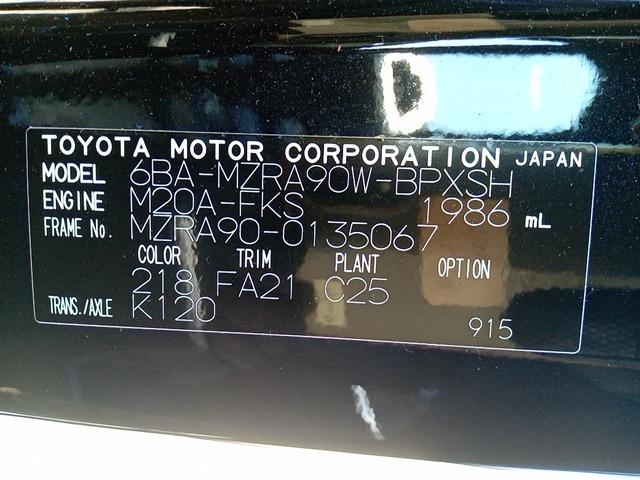 TOYOTA MOTOR CORPORATION JAPAN
MODEL 6BA-MZRA90W-BPXSH
ENGINE M20A-FKS 1986 mL
FRAME No. MZRA90-0135067
COLOR TRIM PLANT OPTION
218 FA21 C25
TRANS./AXLE K120 915